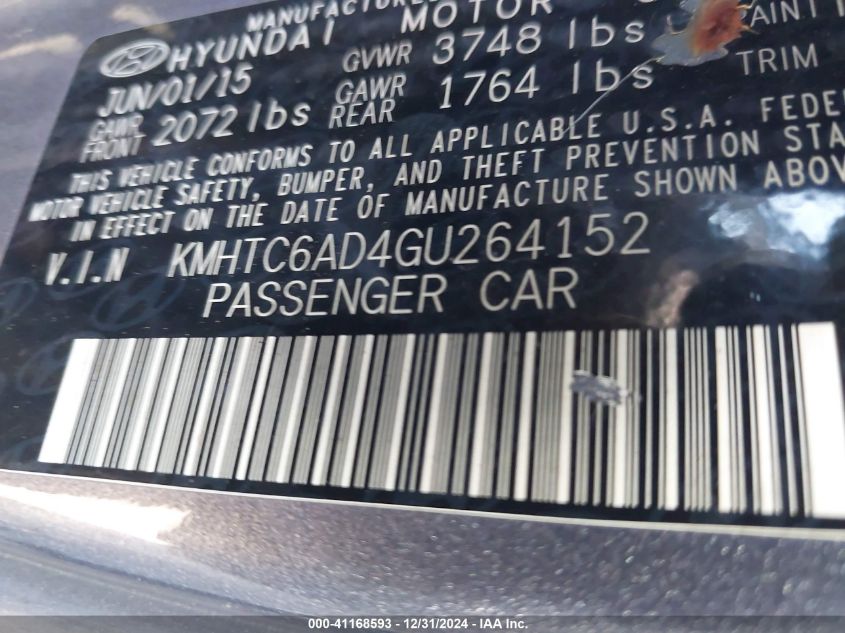 MANUFACTURED
HYUNDAI MOTOR
JUN/01/15 GVWR 3748 lbs
GAWR FRONT 2072 lbs GAWR REAR 1764 lbs TRIM
THIS VEHICLE CONFORMS TO ALL APPLICABLE U.S.A. FEDE
MOTOR VEHICLE SAFETY, BUMPER, AND THEFT PREVENTION STA
IN EFFECT ON THE DATE OF MANUFACTURE SHOWN ABOV
V.I.N KMHTC6AD4GU264152
PASSENGER CAR
000-41168593 - 12/31/2024 - IAA Inc.